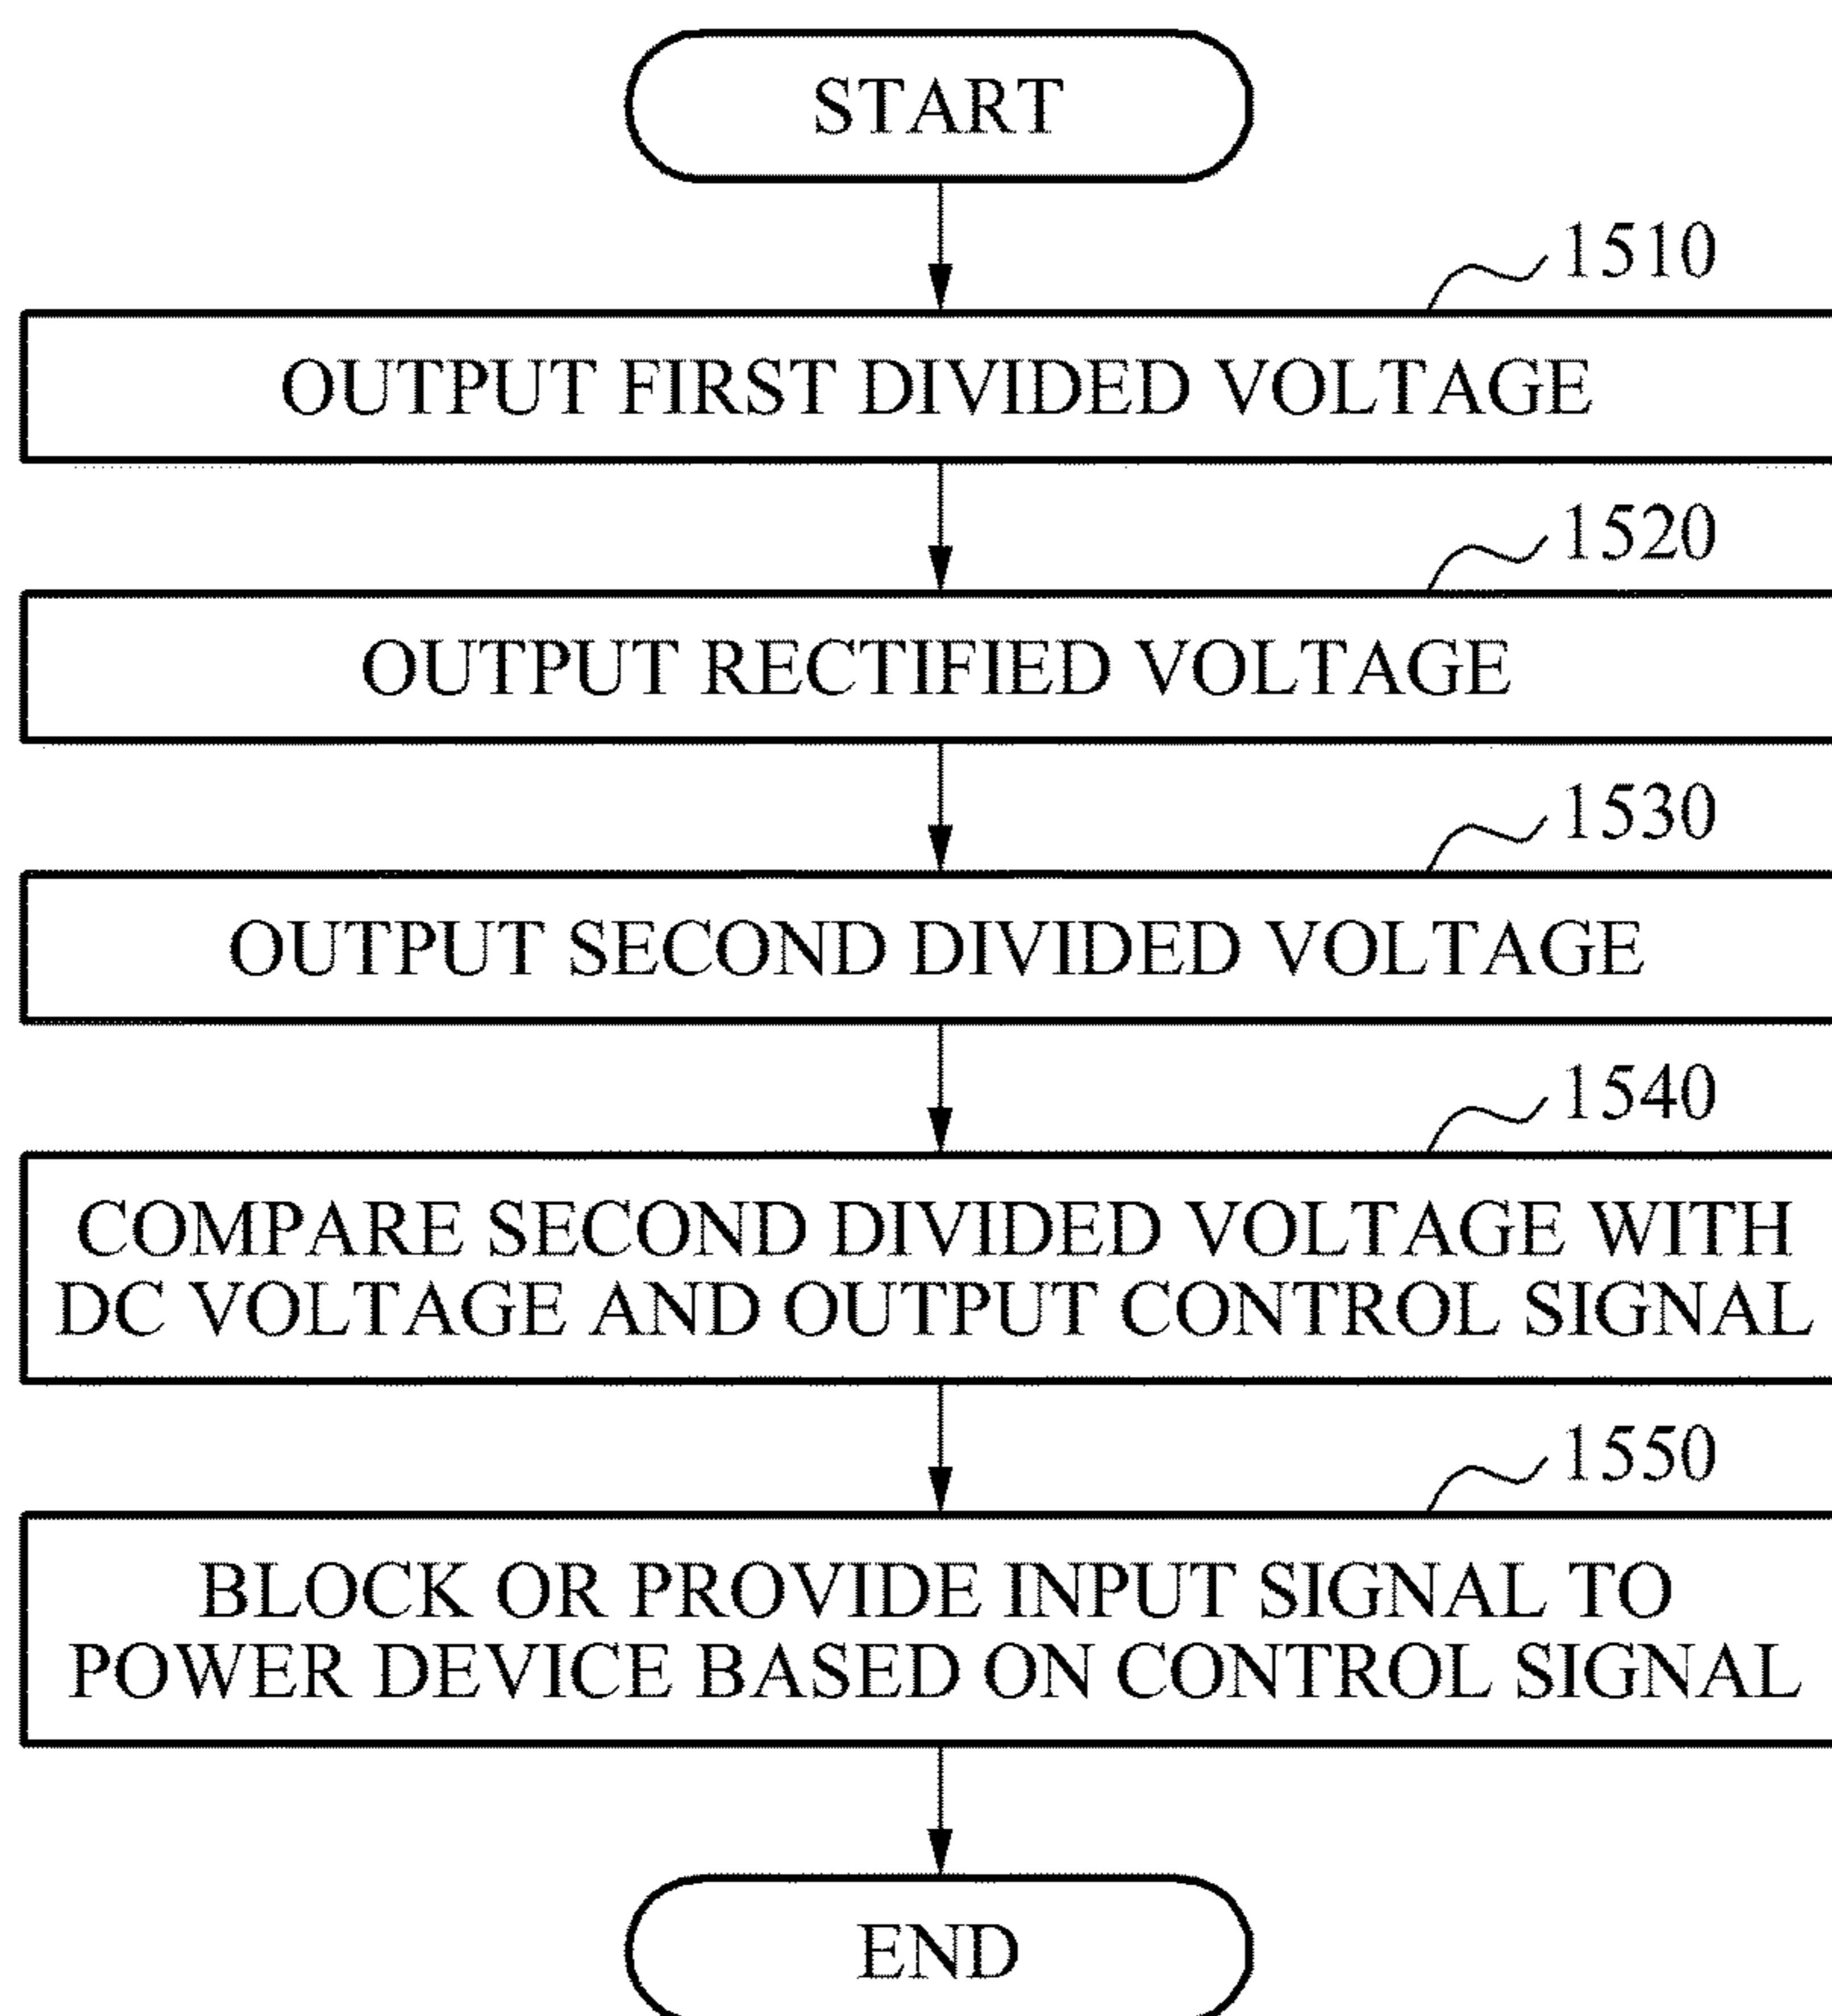 START
1510
OUTPUT FIRST DIVIDED VOLTAGE
1520
OUTPUT RECTIFIED VOLTAGE
1530
OUTPUT SECOND DIVIDED VOLTAGE
1540
COMPARE SECOND DIVIDED VOLTAGE WITH
DC VOLTAGE AND OUTPUT CONTROL SIGNAL
1550
BLOCK OR PROVIDE INPUT SIGNAL TO
POWER DEVICE BASED ON CONTROL SIGNAL
END